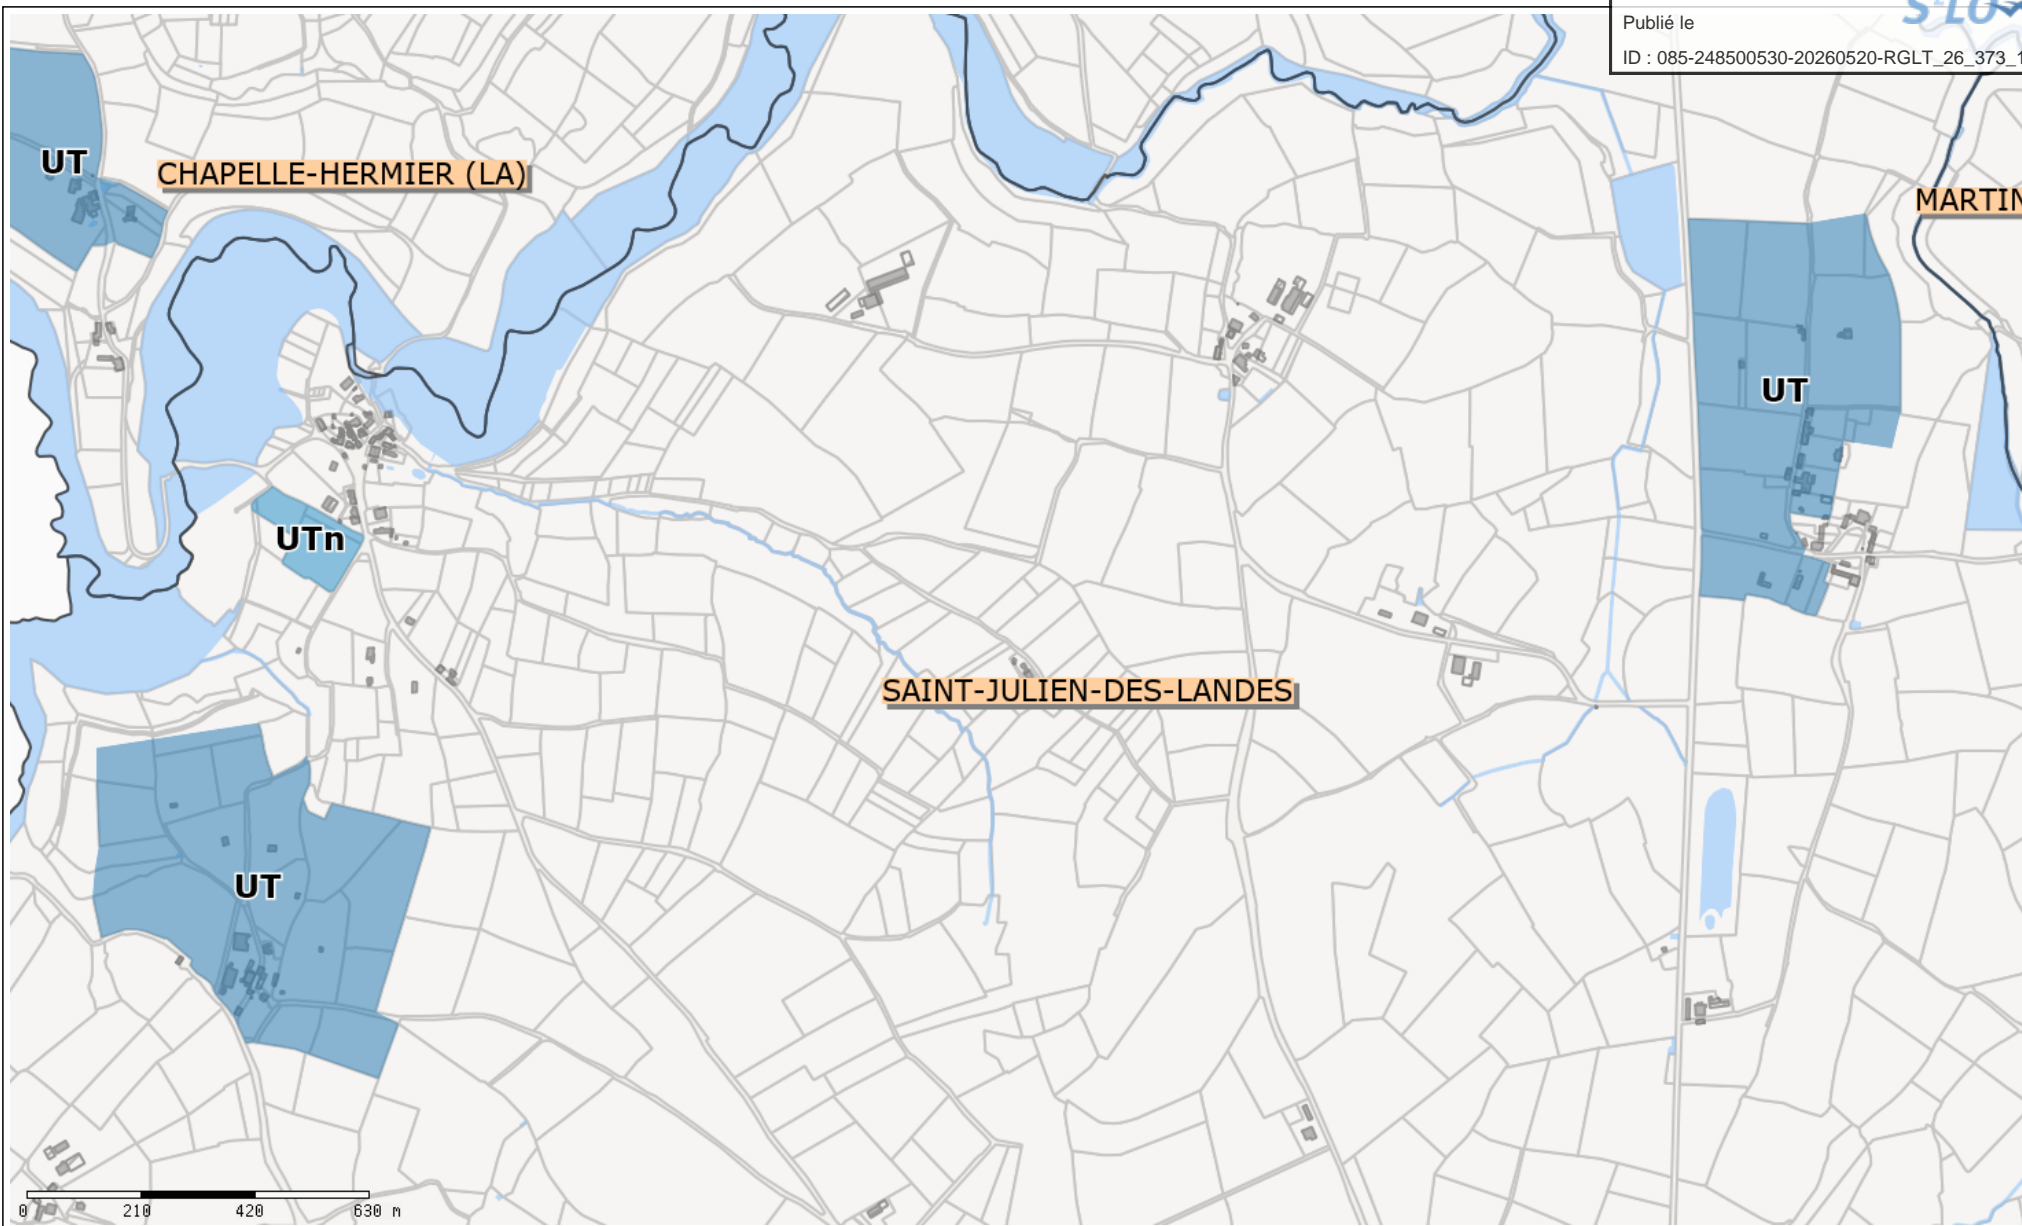 Publié le
S²LO
ID : 085-248500530-20260520-RGLT_26_373_1
UT
CHAPELLE-HERMIER (LA)
MARTIN
UT
UTn
SAINT-JULIEN-DES-LANDES
UT
0 210 420 630 m